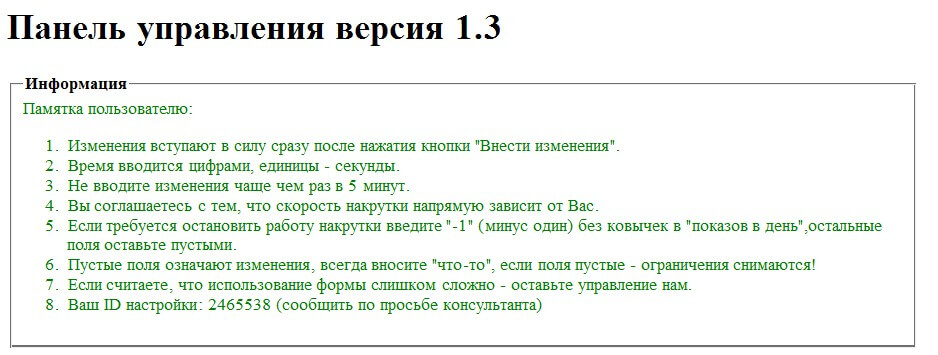 Панель управления версия 1.3
Информация
Памятка пользователю:
1. Изменения вступают в силу сразу после нажатия кнопки "Внести изменения".
2. Время вводится цифрами, единицы - секунды.
3. Не вводите изменения чаще чем раз в 5 минут.
4. Вы соглашаетесь с тем, что скорость накрутки напрямую зависит от Вас.
5. Если требуется остановить работу накрутки введите "-1" (минус один) без ковычек в "показов в день",остальные
поля оставьте пустыми.
6. Пустые поля означают изменения, всегда вносите "что-то", если поля пустые - ограничения снимаются!
7. Если считаете, что использование формы слишком сложно - оставьте управление нам.
8. Ваш ID настройки: 2465538 (сообщить по просьбе консультанта)